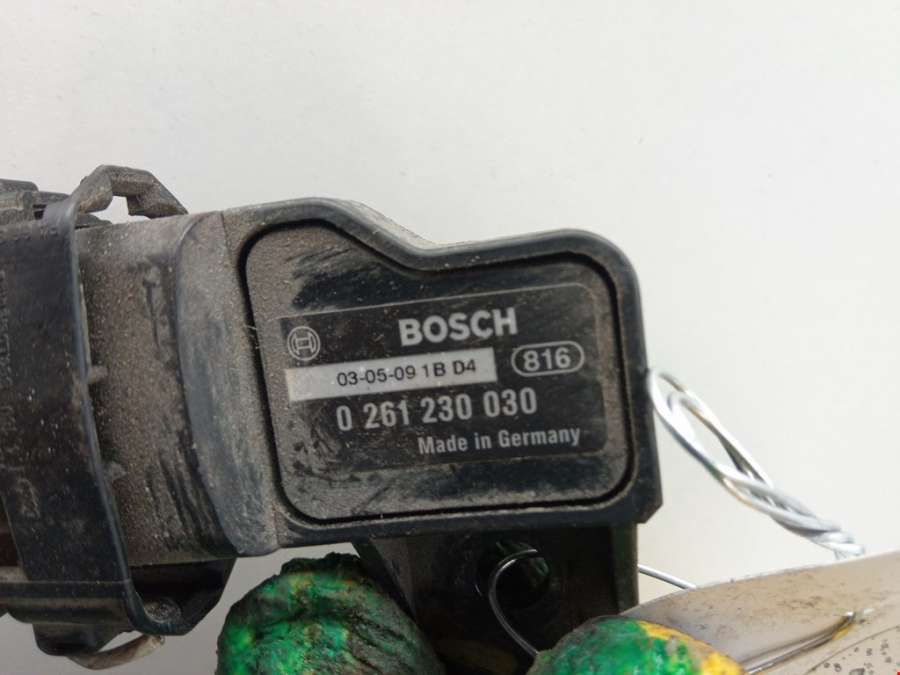 BOSCH
03-05-09 1B D4
816
0 261 230 030
Made in Germany